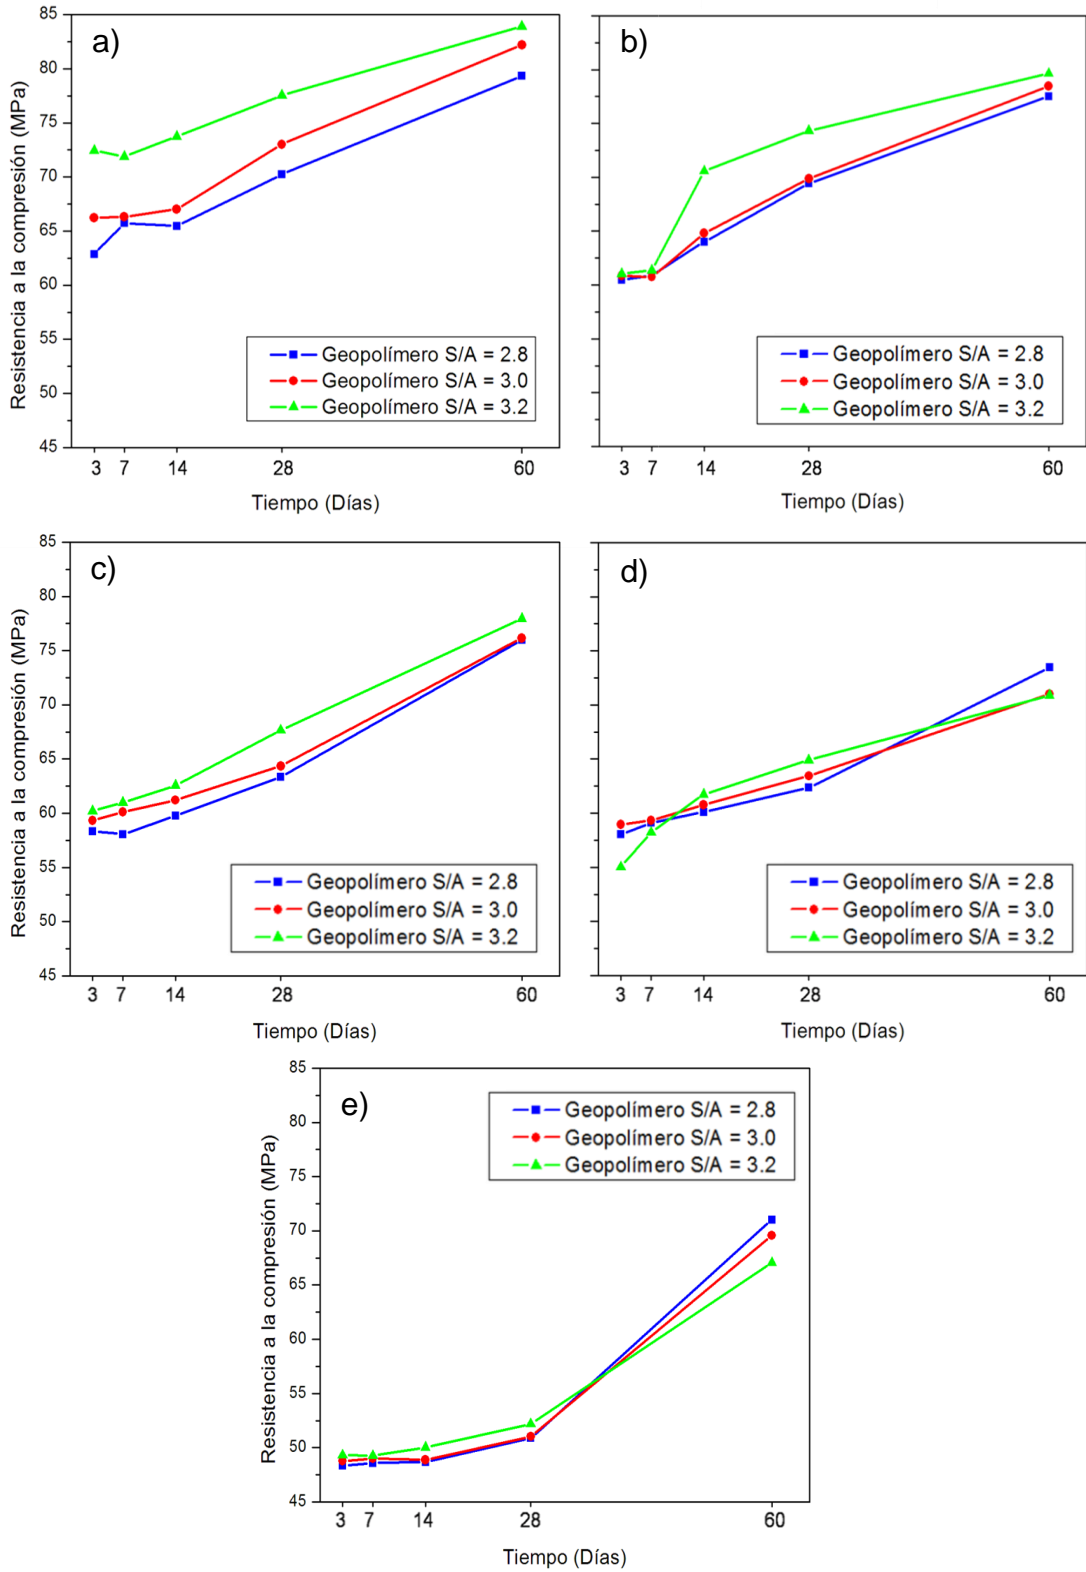 a)
Resistencia a la compresión (MPa)
85
80
75
70
65
60
55
50
45
Geopolímero S/A = 2.8
Geopolímero S/A = 3.0
Geopolímero S/A = 3.2
3 7 14 28 60
Tiempo (Días)
b)
Geopolímero S/A = 2.8
Geopolímero S/A = 3.0
Geopolímero S/A = 3.2
3 7 14 28 60
Tiempo (Días)
c)
Resistencia a la compresión (MPa)
85
80
75
70
65
60
55
50
45
Geopolímero S/A = 2.8
Geopolímero S/A = 3.0
Geopolímero S/A = 3.2
3 7 14 28 60
Tiempo (Días)
d)
Geopolímero S/A = 2.8
Geopolímero S/A = 3.0
Geopolímero S/A = 3.2
3 7 14 28 60
Tiempo (Días)
e)
Resistencia a la compresión (MPa)
85
80
75
70
65
60
55
50
45
Geopolímero S/A = 2.8
Geopolímero S/A = 3.0
Geopolímero S/A = 3.2
3 7 14 28 60
Tiempo (Días)